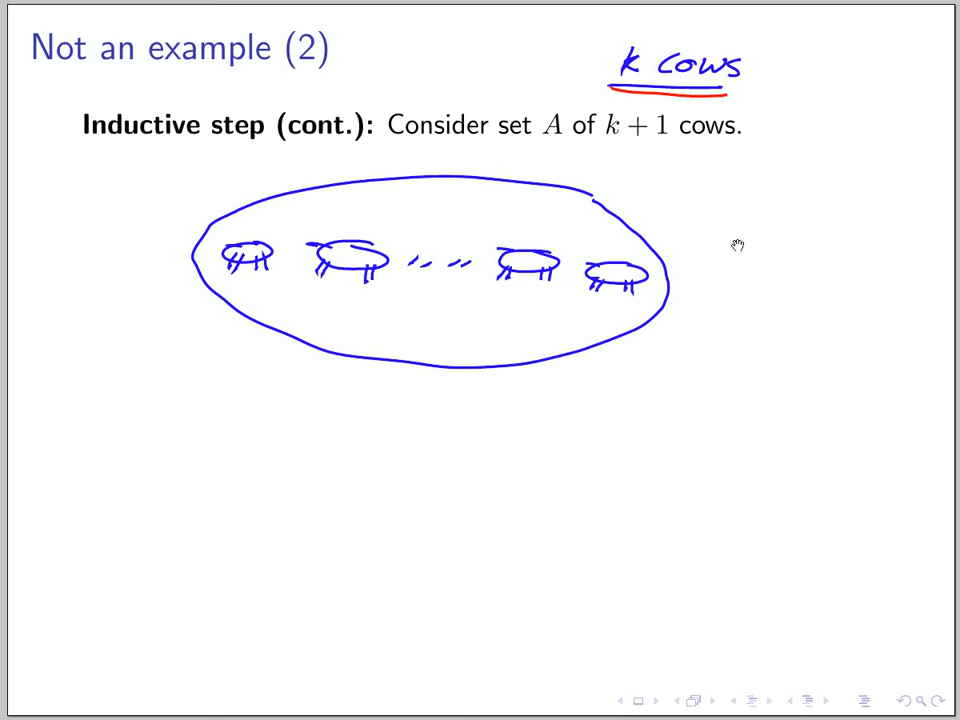 Not an example (2)
k cows
Inductive step (cont.): Consider set A of k + 1 cows.